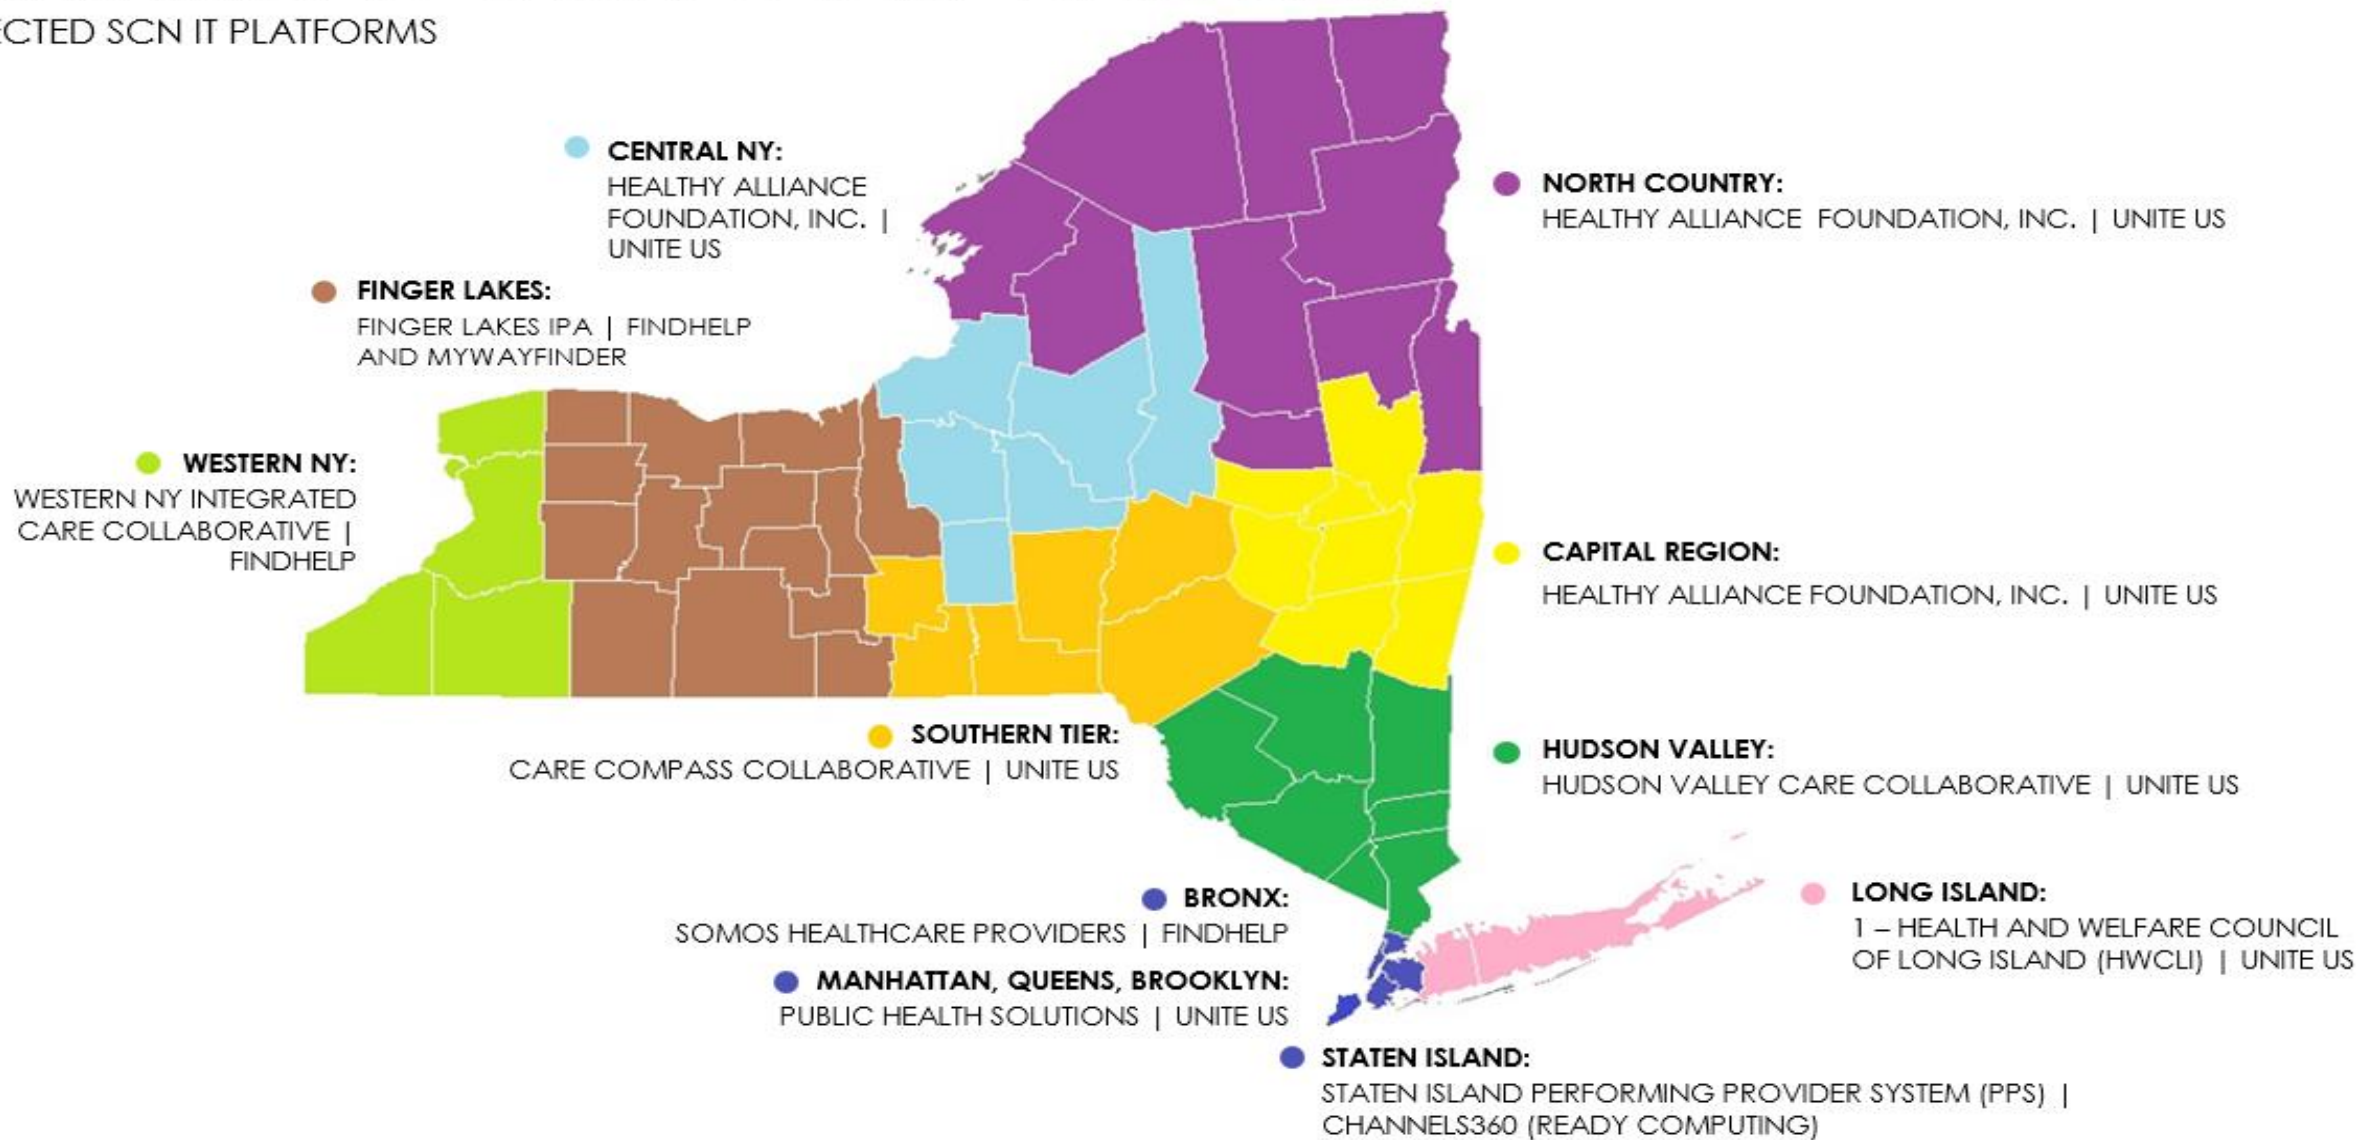 SCN IT PLATFORMS
CENTRAL NY:
HEALTHY ALLIANCE
FOUNDATION, INC. |
UNITE US
NORTH COUNTRY:
HEALTHY ALLIANCE FOUNDATION, INC. | UNITE US
FINGER LAKES:
FINGER LAKES IPA | FINDHELP
AND MYWAYFINDER
WESTERN NY:
WESTERN NY INTEGRATED
CARE COLLABORATIVE |
FINDHELP
CAPITAL REGION:
HEALTHY ALLIANCE FOUNDATION, INC. | UNITE US
SOUTHERN TIER:
CARE COMPASS COLLABORATIVE | UNITE US
HUDSON VALLEY:
HUDSON VALLEY CARE COLLABORATIVE | UNITE US
BRONX:
SOMOS HEALTHCARE PROVIDERS | FINDHELP
LONG ISLAND:
1 – HEALTH AND WELFARE COUNCIL
OF LONG ISLAND (HWCLI) | UNITE US
MANHATTAN, QUEENS, BROOKLYN:
PUBLIC HEALTH SOLUTIONS | UNITE US
STATEN ISLAND:
STATEN ISLAND PERFORMING PROVIDER SYSTEM (PPS) |
CHANNELS360 (READY COMPUTING)